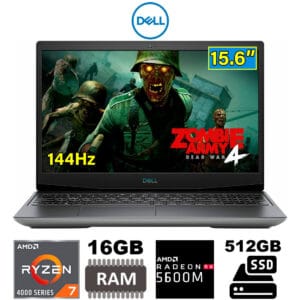 DELL
15.6”
ZOMBIE
ARMY
4
DEAD WAR
144Hz
DELL
AMD
RYZEN
4000 SERIES
7
16GB
RAM
AMD
RADEON RX
5600M
512GB
SSD